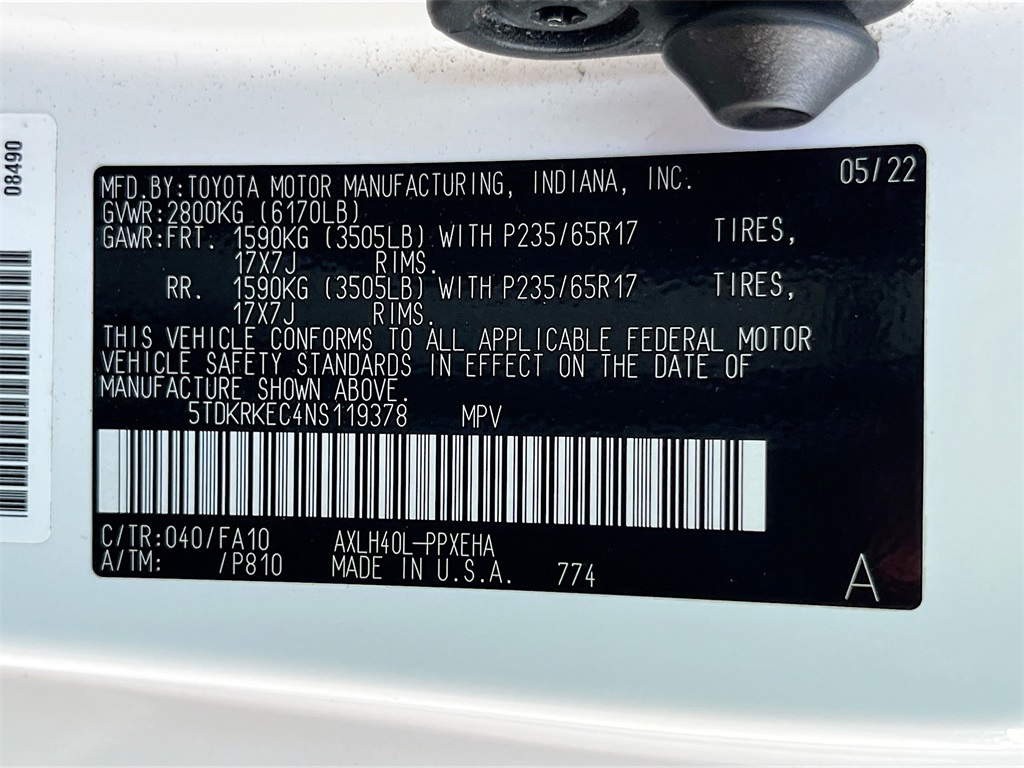 08490
MFD.BY:TOYOTA MOTOR MANUFACTURING, INDIANA, INC. 05/22
GVWR:2800KG (6170LB)
GAWR:FRT. 1590KG (3505LB) WITH P235/65R17 TIRES,
17X7J RIMS.
RR. 1590KG (3505LB) WITH P235/65R17 TIRES,
17X7J RIMS.
THIS VEHICLE CONFORMS TO ALL APPLICABLE FEDERAL MOTOR
VEHICLE SAFETY STANDARDS IN EFFECT ON THE DATE OF
MANUFACTURE SHOWN ABOVE.
5TDKRKEC4NS119378 MPV
C/TR:040/FA10 AXLH40L-PPXEHA
A/TM: /P810 MADE IN U.S.A. 774
A